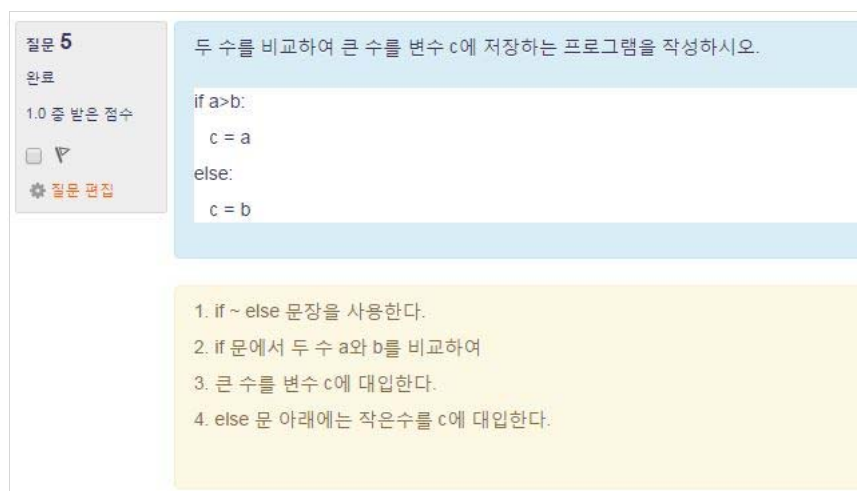 질문 5
완료
1.0 중 받은 점수
질문 편집
두 수를 비교하여 큰 수를 변수 c에 저장하는 프로그램을 작성하시오.
if a>b:
c = a
else:
c = b
1. if ~ else 문장을 사용한다.
2. if 문에서 두 수 a와 b를 비교하여
3. 큰 수를 변수 c에 대입한다.
4. else 문 아래에는 작은수를 c에 대입한다.